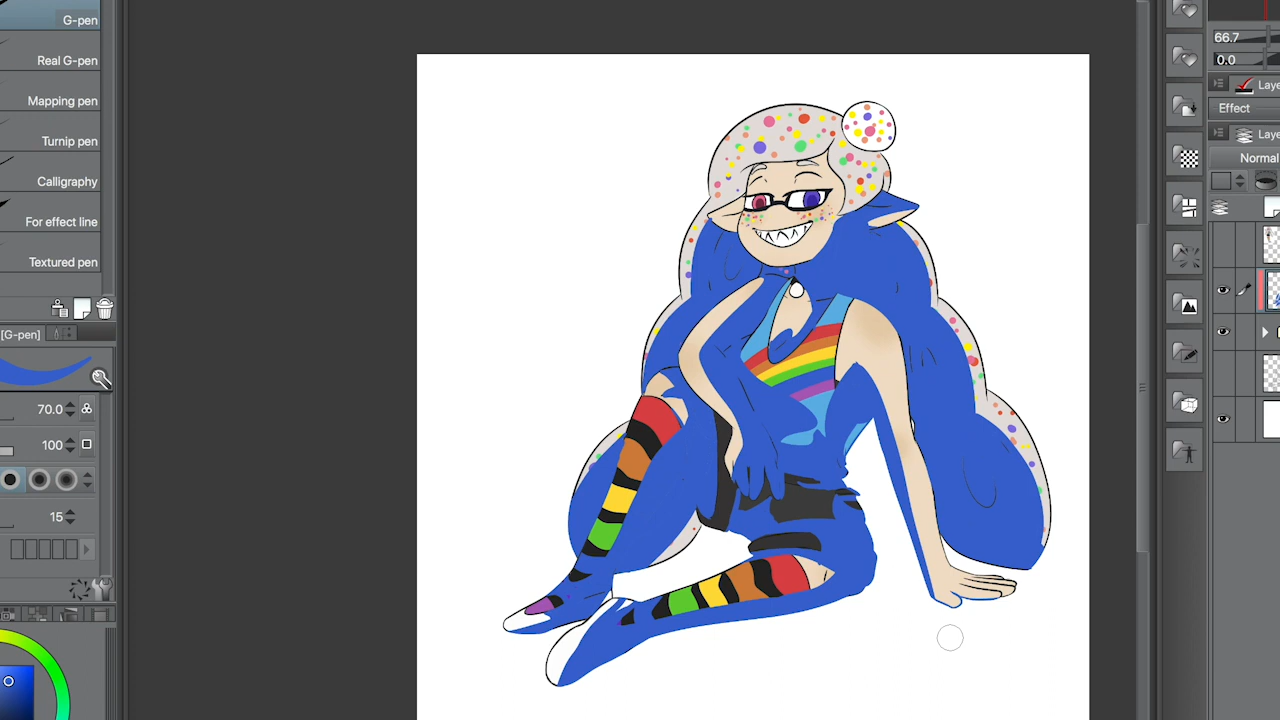 G-pen
Real G-pen
Mapping pen
Turnip pen
Calligraphy
For effect line
Textured pen
[G-pen]
70.0
100
15
66.7
0.0
Laye
Effect
Laye
Normal